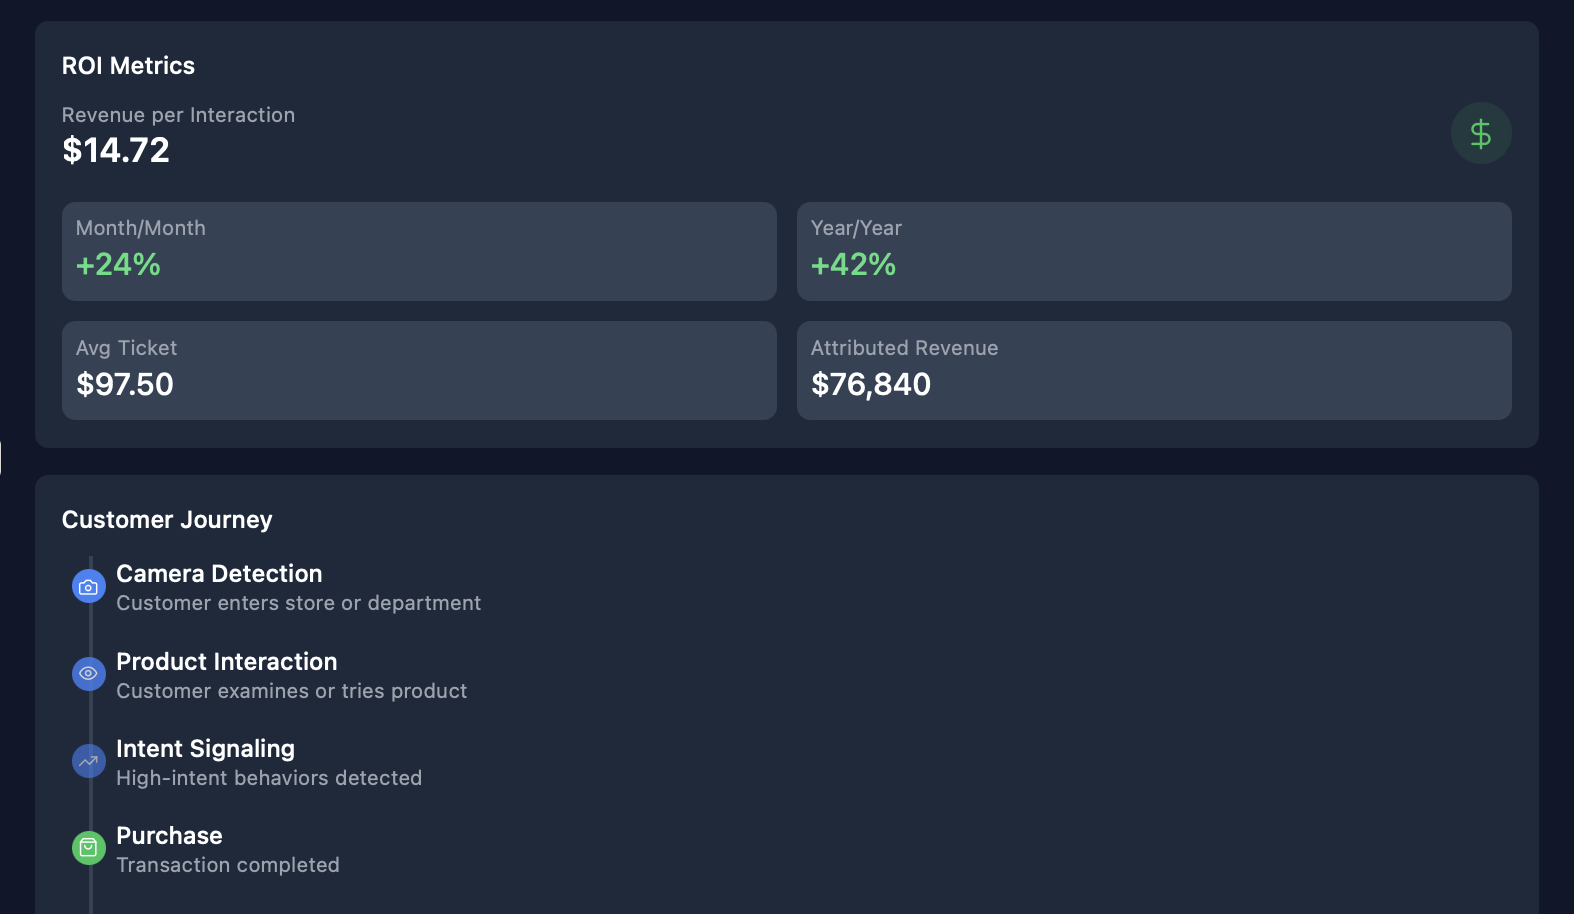 ROI Metrics
Revenue per Interaction
$14.72
$
Month/Month
+24%
Year/Year
+42%
Avg Ticket
$97.50
Attributed Revenue
$76,840
Customer Journey
Camera Detection
Customer enters store or department
Product Interaction
Customer examines or tries product
Intent Signaling
High-intent behaviors detected
Purchase
Transaction completed